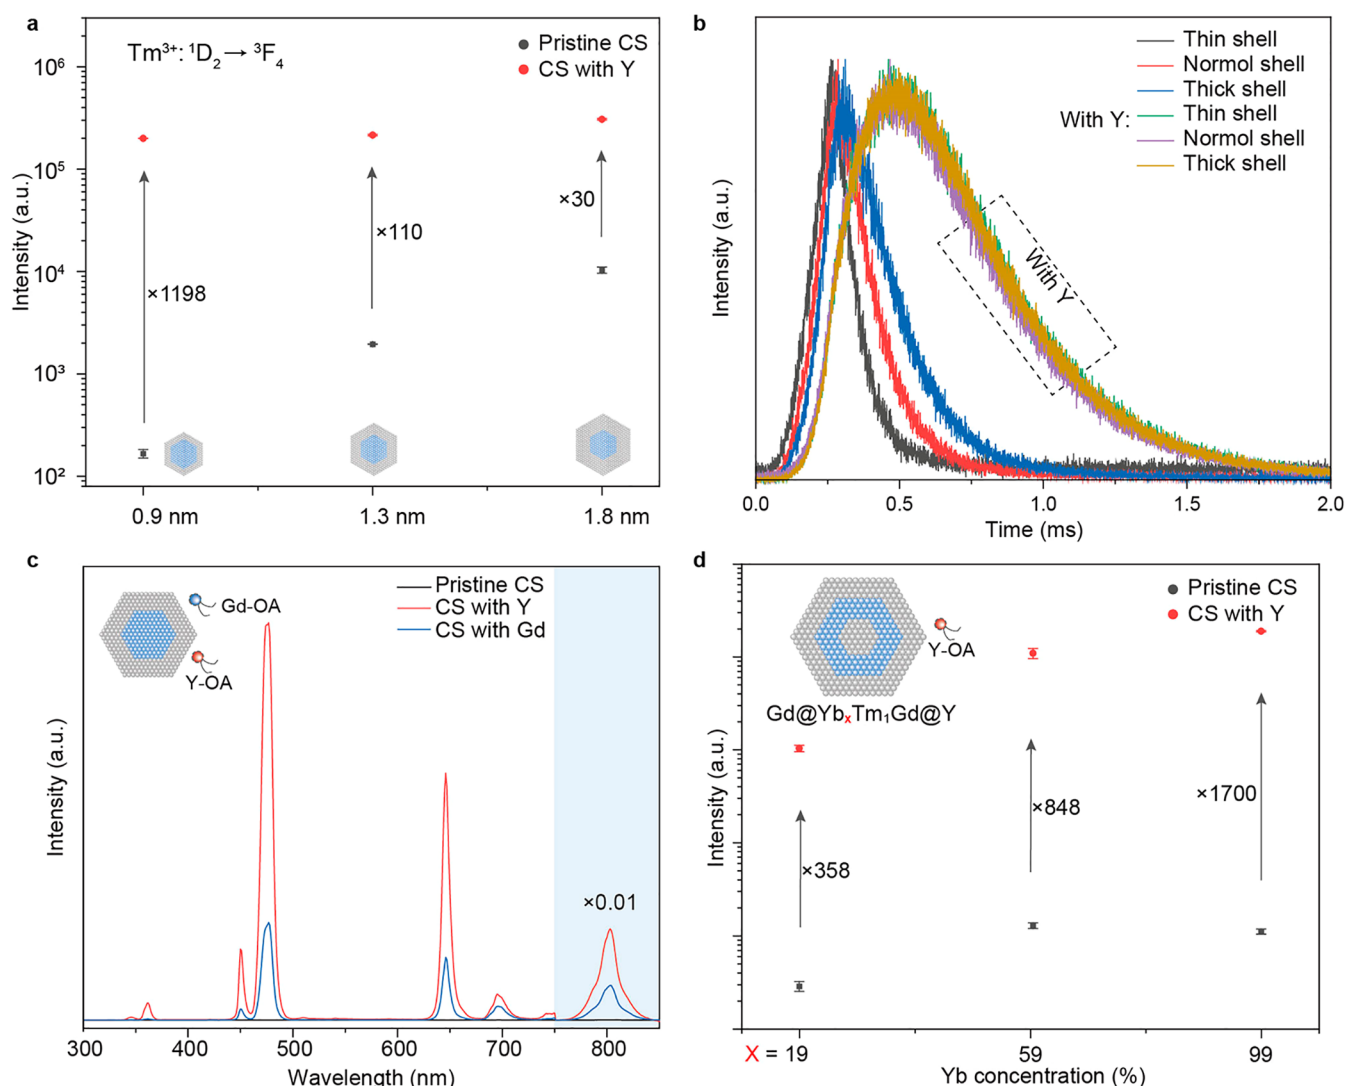 a
Tm³⁺: ¹D₂→ ³F₄
Pristine CS
CS with Y
Intensity (a.u.)
10⁶
10⁵
10⁴
10³
10²
×1198
×110
×30
0.9 nm
1.3 nm
1.8 nm
b
Thin shell
Normol shell
Thick shell
With Y:
Thin shell
Normol shell
Thick shell
With Y
Intensity (a.u.)
0.0
0.5
1.0
1.5
2.0
Time (ms)
c
Pristine CS
CS with Y
CS with Gd
Gd-OA
Y-OA
×0.01
Intensity (a.u.)
300
400
500
600
700
800
Wavelength (nm)
d
Pristine CS
CS with Y
Y-OA
Gd@YbₓTm₁Gd@Y
×358
×848
×1700
Intensity (a.u.)
X = 19
59
99
Yb concentration (%)